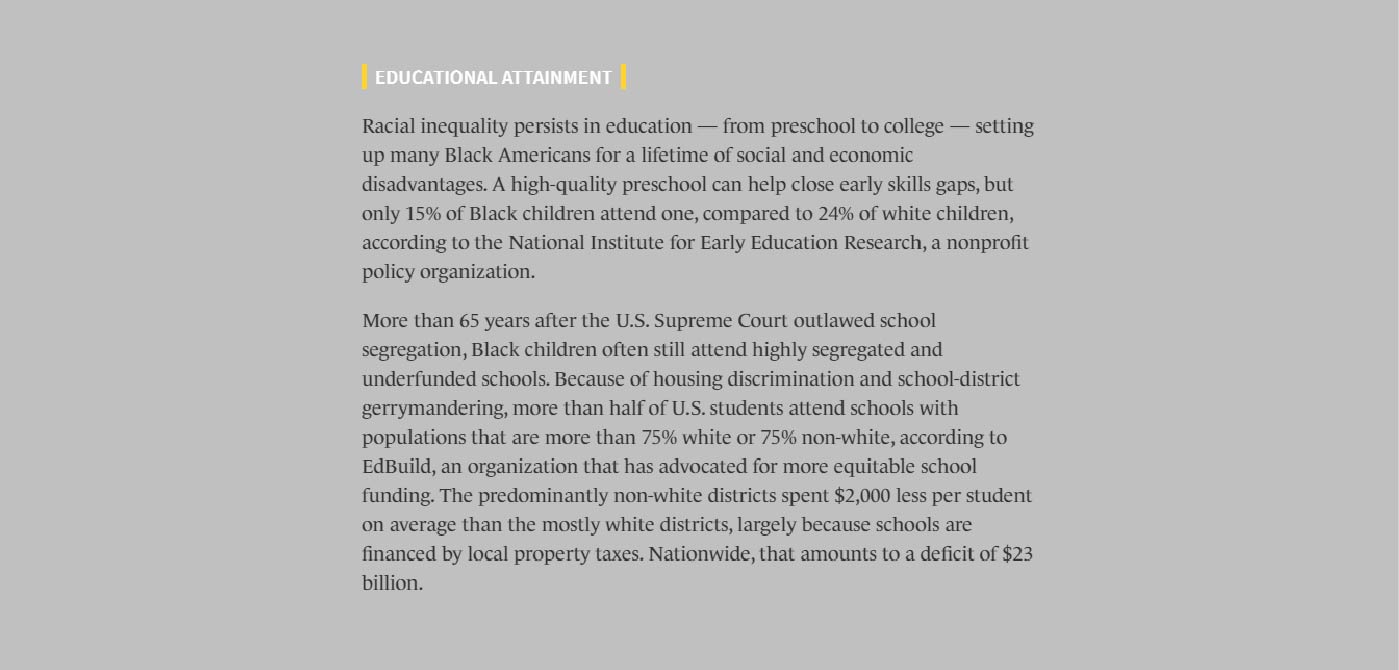 EDUCATIONAL ATTAINMENT
Racial inequality persists in education — from preschool to college — setting
up many Black Americans for a lifetime of social and economic
disadvantages. A high-quality preschool can help close early skills gaps, but
only 15% of Black children attend one, compared to 24% of white children,
according to the National Institute for Early Education Research, a nonprofit
policy organization.
More than 65 years after the U.S. Supreme Court outlawed school
segregation, Black children often still attend highly segregated and
underfunded schools. Because of housing discrimination and school-district
gerrymandering, more than half of U.S. students attend schools with
populations that are more than 75% white or 75% non-white, according to
EdBuild, an organization that has advocated for more equitable school
funding. The predominantly non-white districts spent $2,000 less per student
on average than the mostly white districts, largely because schools are
financed by local property taxes. Nationwide, that amounts to a deficit of $23
billion.